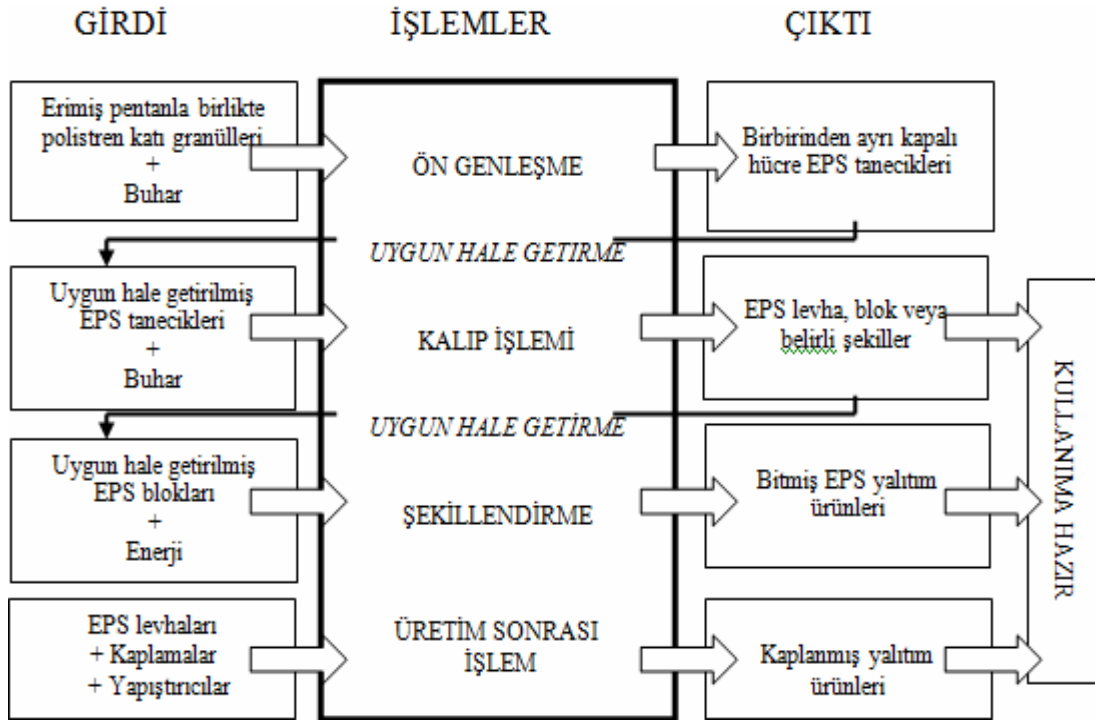 GİRDİ
İŞLEMLER
ÇIKTI
Erimiş pentanla birlikte
polistren katı granülleri
+
Buhar
ÖN GENLEŞME
Birbirinden ayrı kapalı
hücre EPS tanecikleri
UYGUN HALE GETIRME
Uygun hale getirilmiş
EPS tanecikleri
+
Buhar
KALIP İŞLEMİ
EPS levha, blok veya
belirli şekiller
UYGUN HALE GETİRME
Uygun hale getirilmiş
EPS blokları
+
Enerji
ŞEKİLLENDİRME
Bitmiş EPS yalıtım
ürünleri
EPS levhaları
+ Kaplamalar
+ Yapıştırıcılar
ÜRETİM SONRASI
İŞLEM
Kaplanmış yalıtım
ürünleri
KULLANIMA HAZIR